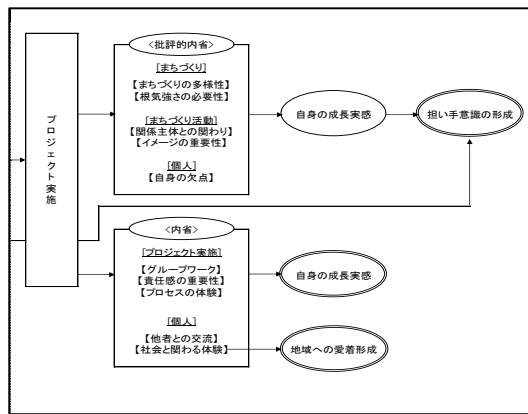 プロジェクト実施
<批評的内省>
[まちづくり]
【まちづくりの多様性】
【根気強さの必要性】
[まちづくり活動]
【関係主体との関わり】
【イメージの重要性】
[個人]
【自身の欠点】
自身の成長実感
担い手意識の形成
<内省>
[プロジェクト実施]
【グループワーク】
【責任感の重要性】
【プロセスの体験】
[個人]
【他者との交流】
【社会と関わる体験】
自身の成長実感
地域への愛着形成